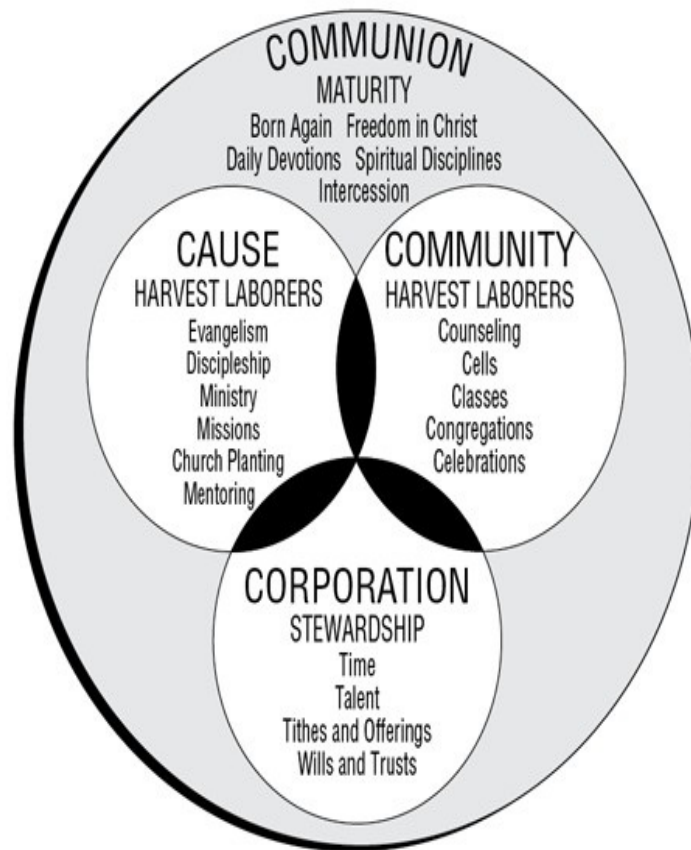 COMMUNION
MATURITY
Born Again Freedom in Christ
Daily Devotions Spiritual Disciplines
Intercession
CAUSE
HARVEST LABORERS
Evangelism
Discipleship
Ministry
Missions
Church Planting
Mentoring
COMMUNITY
HARVEST LABORERS
Counseling
Cells
Classes
Congregations
Celebrations
CORPORATION
STEWARDSHIP
Time
Talent
Tithes and Offerings
Wills and Trusts